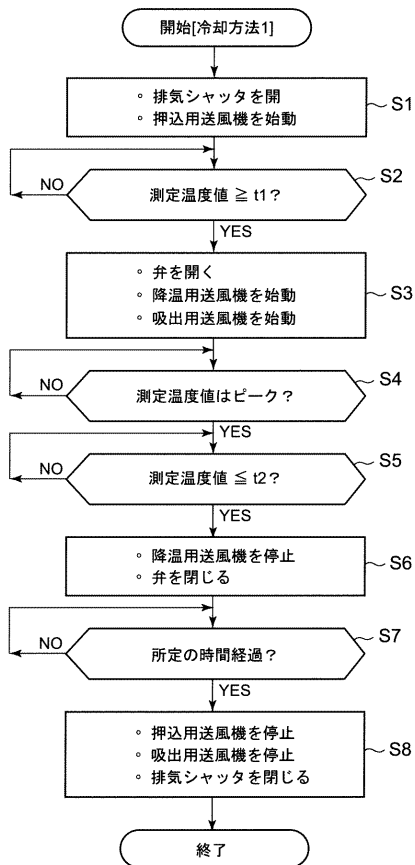 開始[冷却方法1]
◦ 排気シャッタを開
◦ 押込用送風機を始動
S1
測定温度値 ≧ t1?
S2
NO
YES
◦ 弁を開く
◦ 降温用送風機を始動
◦ 吸出用送風機を始動
S3
測定温度値はピーク?
S4
NO
YES
測定温度値 ≦ t2?
S5
NO
YES
◦ 降温用送風機を停止
◦ 弁を閉じる
S6
所定の時間経過?
S7
NO
YES
◦ 押込用送風機を停止
◦ 吸出用送風機を停止
◦ 排気シャッタを閉じる
S8
終了